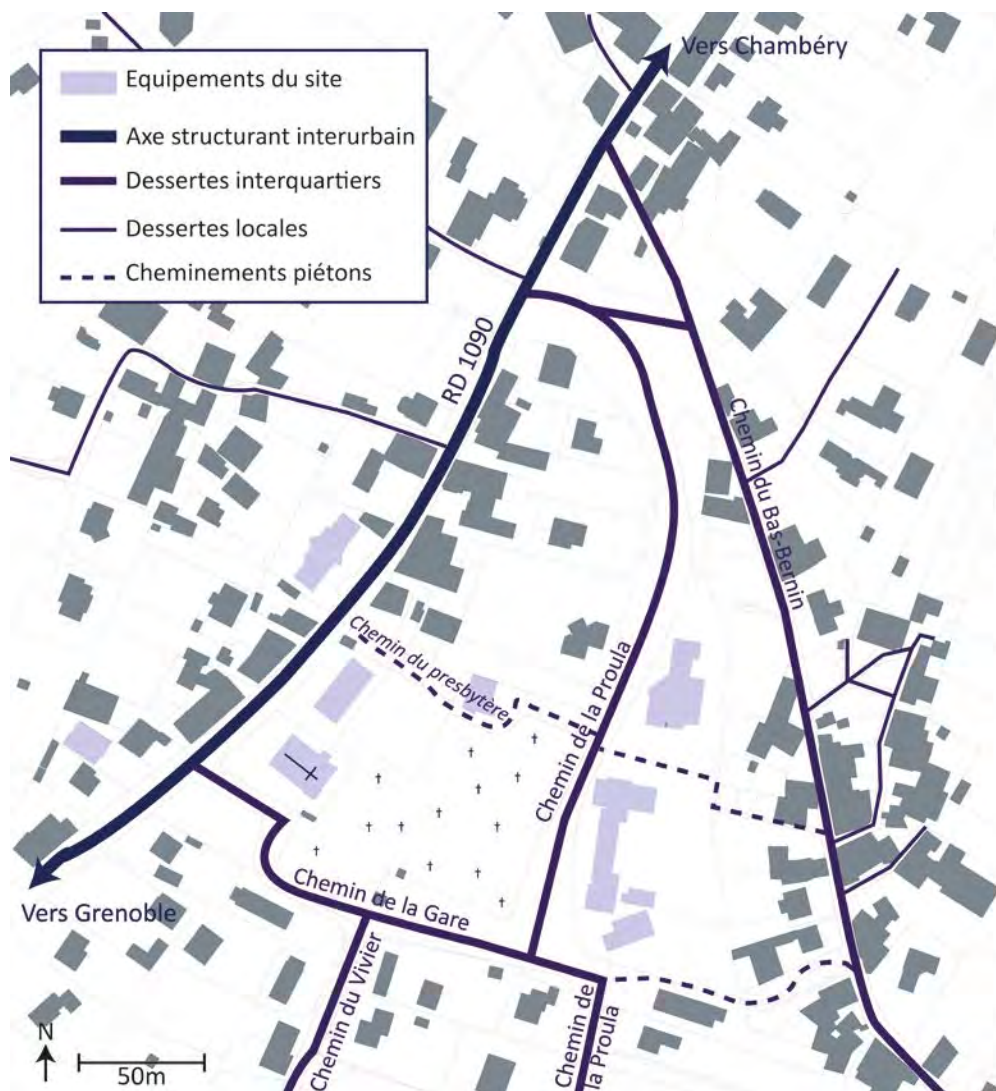 Vers Chambéry
Equipements du site
Axe structurant interurbain
Dessertes interquartiers
Dessertes locales
Cheminements piétons
RD 1090
Chemin du Bas-Bernin
Chemin du presbytère
Chemin de la Proula
Chemin de la Gare
Vers Grenoble
Chemin du Vivier
Chemin de
la Proula
N
50m